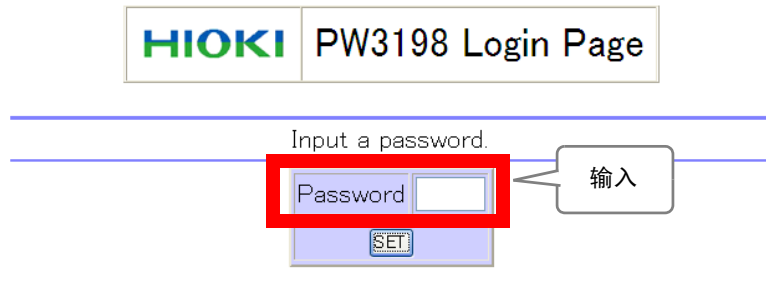 HIOKI PW3198 Login Page
Input a password.
Password
输入
SET